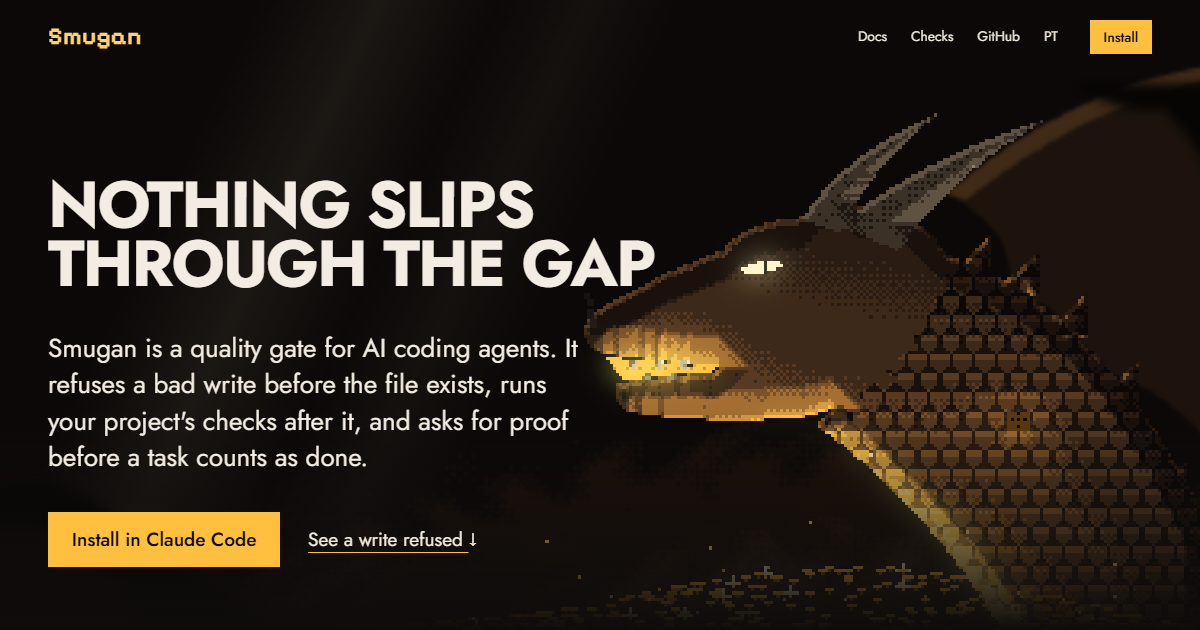 Smugan
Docs Checks GitHub PT Install
NOTHING SLIPS
THROUGH THE GAP
Smugan is a quality gate for AI coding agents. It
refuses a bad write before the file exists, runs
your project's checks after it, and asks for proof
before a task counts as done.
Install in Claude Code See a write refused ↓